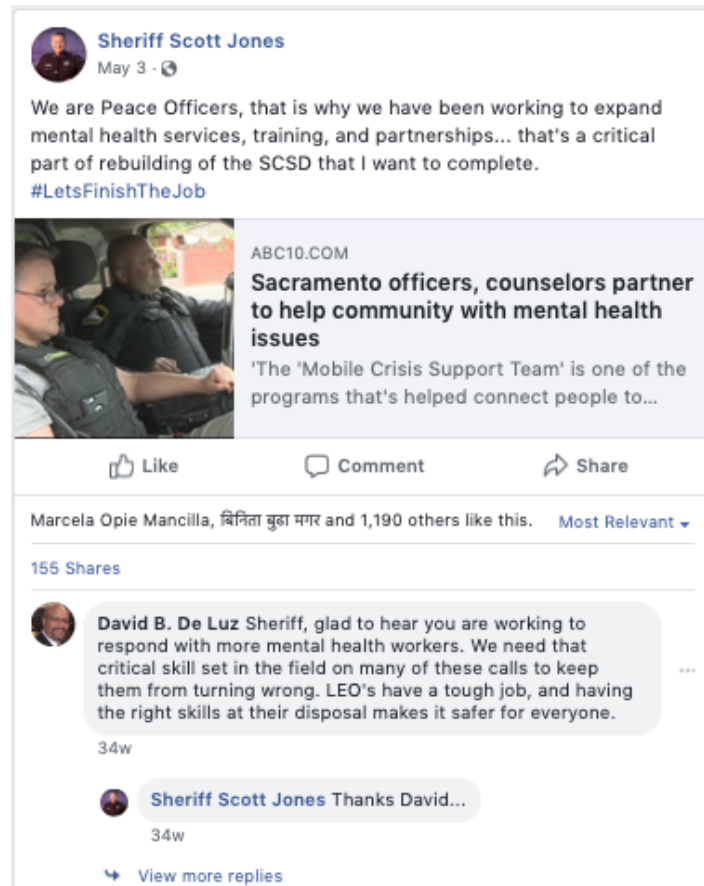 Sheriff Scott Jones
May 3 ·
We are Peace Officers, that is why we have been working to expand
mental health services, training, and partnerships... that's a critical
part of rebuilding of the SCSD that I want to complete.
#LetsFinishTheJob
ABC10.COM
Sacramento officers, counselors partner
to help community with mental health
issues
'The 'Mobile Crisis Support Team' is one of the
programs that's helped connect people to...
Like Comment Share
Marcela Opie Mancilla, बिनिता बुढा मगर and 1,190 others like this. Most Relevant
155 Shares
David B. De Luz Sheriff, glad to hear you are working to
respond with more mental health workers. We need that
critical skill set in the field on many of these calls to keep
them from turning wrong. LEO's have a tough job, and having
the right skills at their disposal makes it safer for everyone.
34w
Sheriff Scott Jones Thanks David...
34w
View more replies